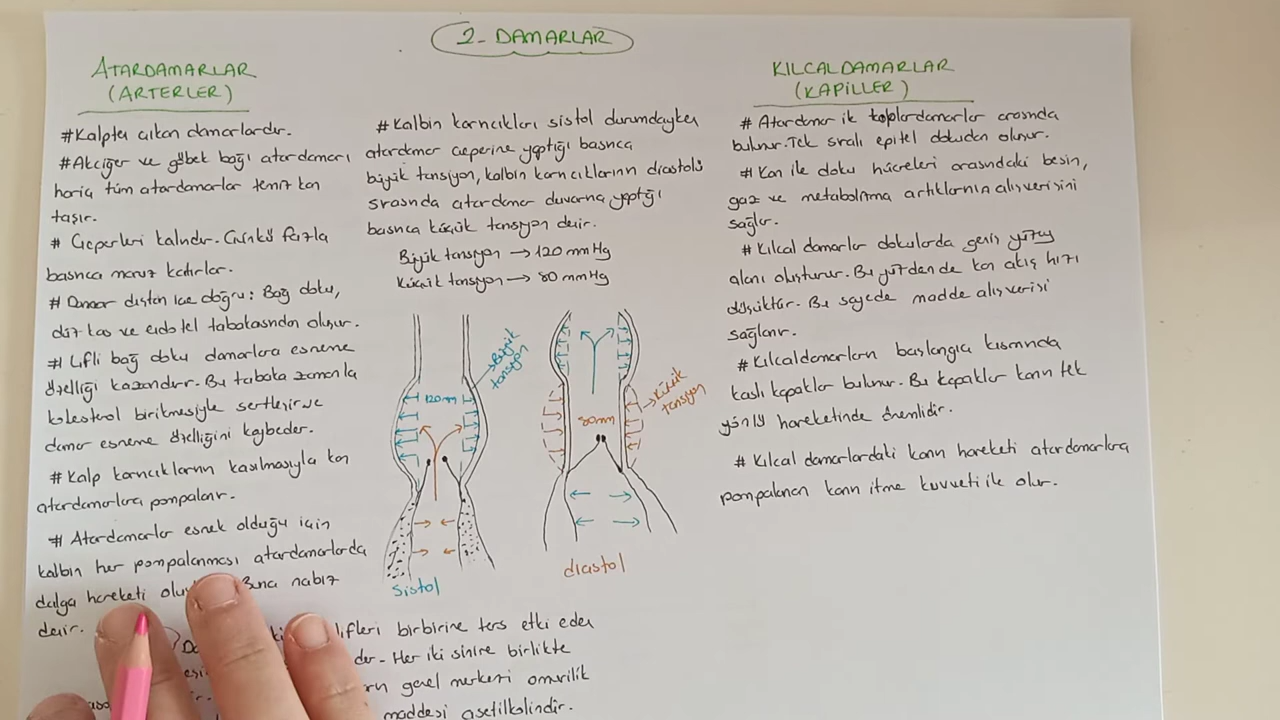 2- DAMARLAR
ATARDAMARLAR
(ARTERLER)
#Kalpten çıkan damarlardır.
#Akciğer ve göbek bağı atardamarı
hariç tüm atardamarlar temiz kan
taşır.
# Çeperleri kalındır. Çünkü fazla
basınca maruz kalırlar.
# Damar dıştan içe doğru: Bağ doku,
düz kas ve endotel tabakasından oluşur.
# Lifli bağ doku damarlara esneme
özelliği kazandırır. Bu tabaka zamanla
kolesterol birikmesiyle sertleşir ve
damar esneme özelliğini kaybeder.
# Kalp karıncıklarının kasılmasıyla kan
atardamarlara pompalanır.
# Atardamarlar esnek olduğu için
kalbin her pompalanması atardamarlarda
dalga hareketi Buna nabız
denir.
lifleri birbirine ters etki eder
Her iki sinire birlikte
genel merkezi omurilik
maddesi asetilkolindir.
# Kalbin karıncıkları sistol durumdayken
atardamar çeperine yaptığı basınca
büyük tansiyon, kalbin karıncıklarının diastolü
sırasında atardamar duvarına yaptığı
basınca küçük tansiyon denir.
Büyük tansiyon → 120 mmHg
Küçük tansiyon → 80 mmHg
Büyük
tansiyon
120mm
sistol
Küçük
tansiyon
80mm
diastol
KILCALDAMARLAR
(KAPİLLER)
# Atardamar ile toplardamarlar arasında
bulunur. Tek sıralı epitel dokudan oluşur.
# Kan ile doku hücreleri arasındaki besin,
gaz ve metabolizma artıklarının alışverişini
sağlar.
# Kılcal damarlar dokularda geniş yüzey
alanı oluşturur. Bu yüzden de kan akış hızı
düşüktür. Bu sayede madde alışverişi
sağlanır.
# Kılcaldamarların başlangıç kısmında
kaslı kapaklar bulunur. Bu kapaklar kanın tek
yönlü hareketinde önemlidir.
# Kılcal damarlardaki kanın hareketi atardamarlara
pompalanan kanın itme kuvveti ile olur.